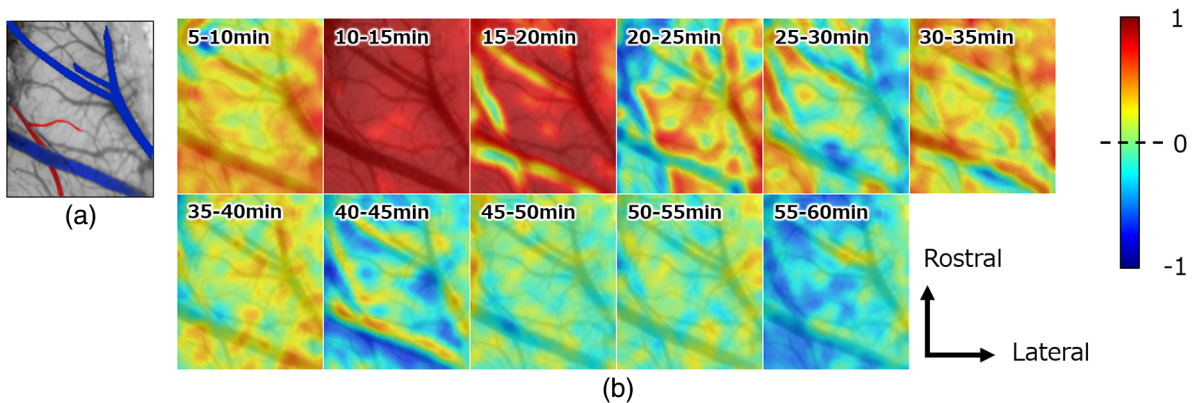 5-10min 10-15min 15-20min 20-25min 25-30min 30-35min
1
0
-1
(a)
35-40min 40-45min 45-50min 50-55min 55-60min
Rostral
Lateral
(b)